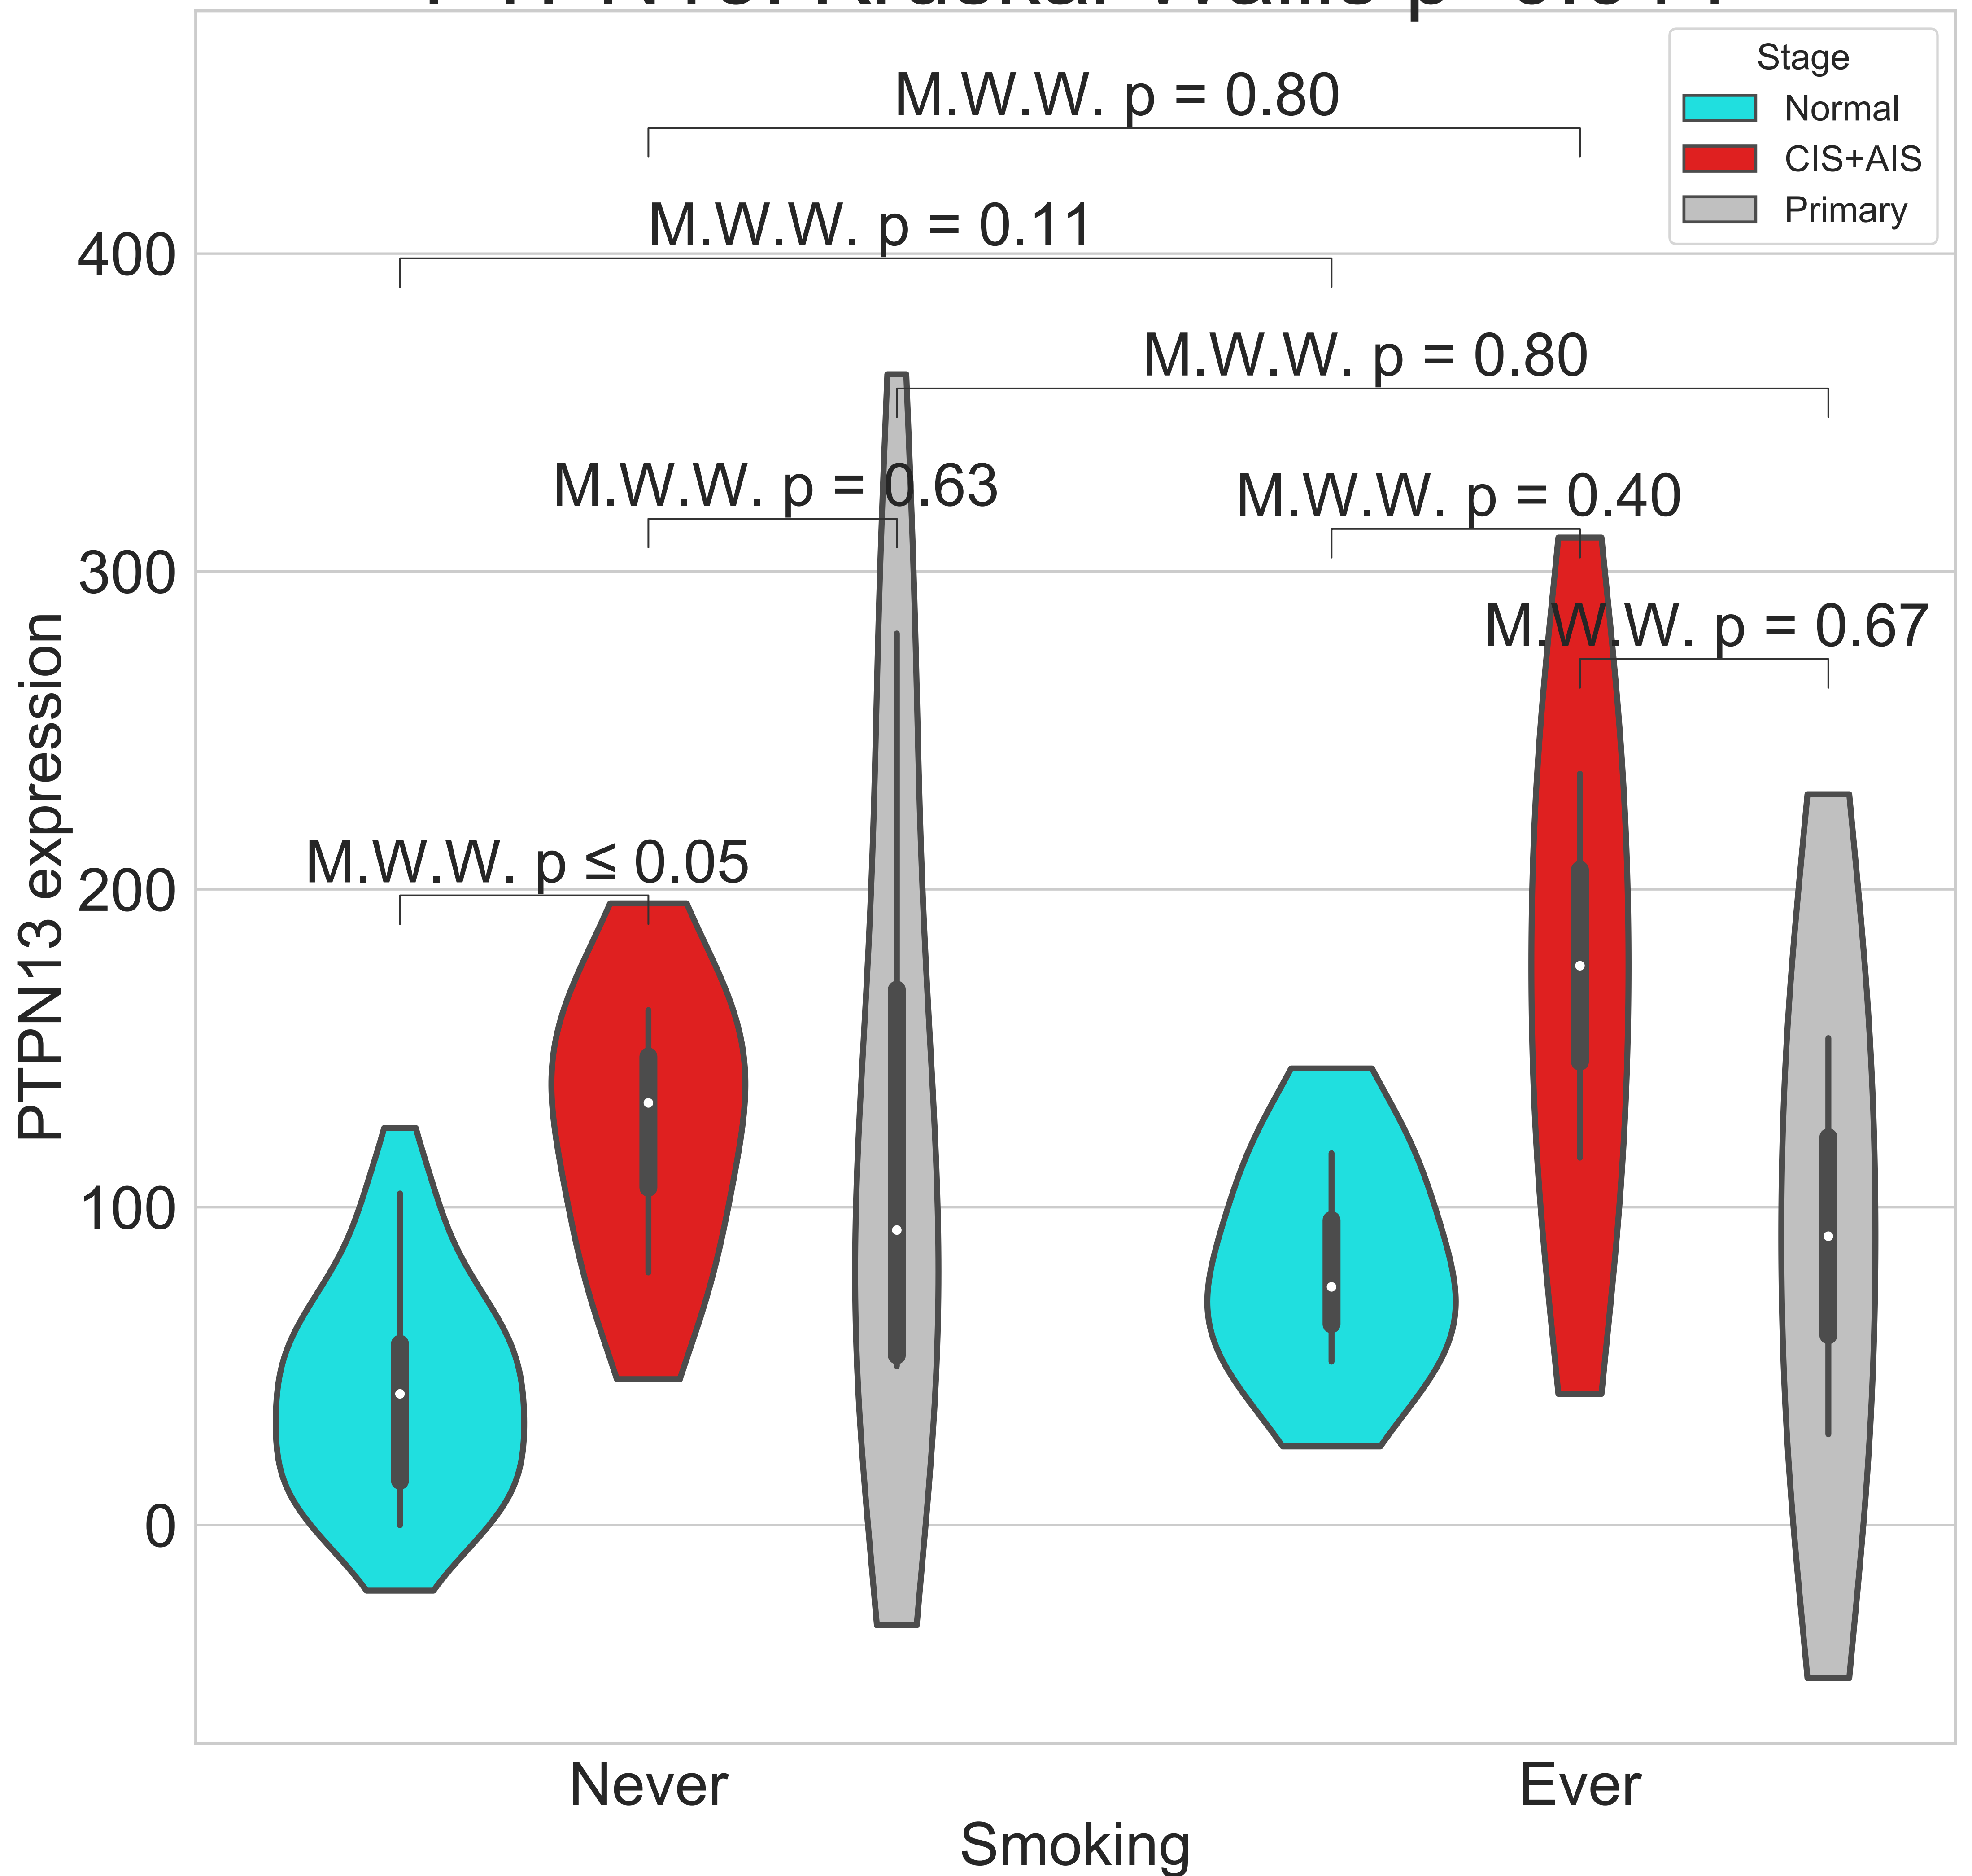 Stage
Normal
CIS+AIS
Primary
M.W.W. p = 0.80
M.W.W. p = 0.11
M.W.W. p = 0.80
M.W.W. p = 0.63
M.W.W. p = 0.40
M.W.W. p = 0.67
M.W.W. p ≤ 0.05
400
300
200
100
0
PTPN13 expression
Never
Ever
Smoking